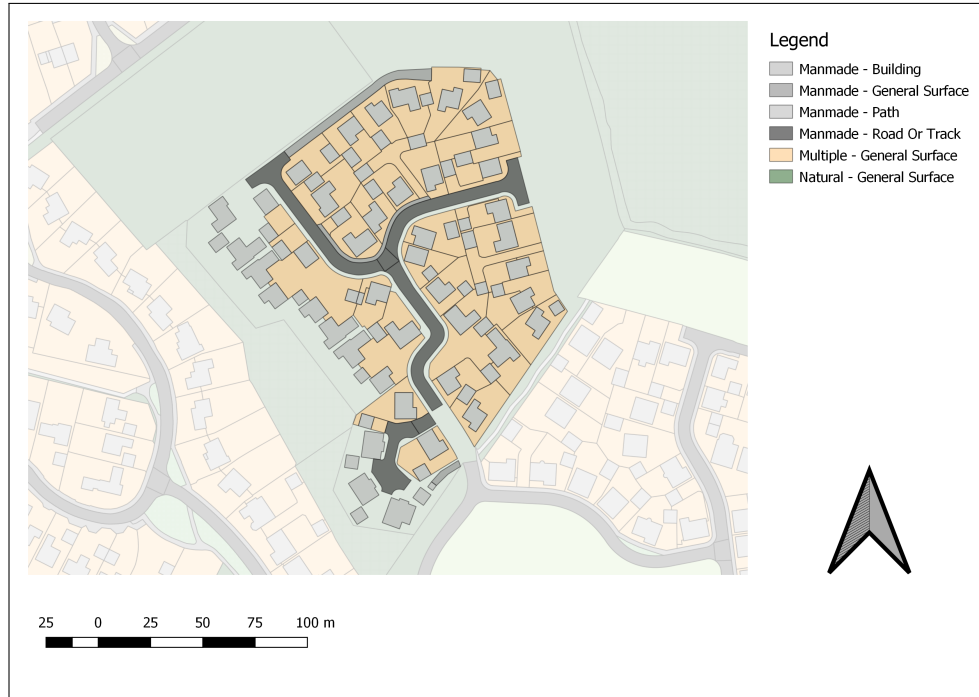 Legend
Manmade - Building
Manmade - General Surface
Manmade - Path
Manmade - Road Or Track
Multiple - General Surface
Natural - General Surface
25 0 25 50 75 100 m